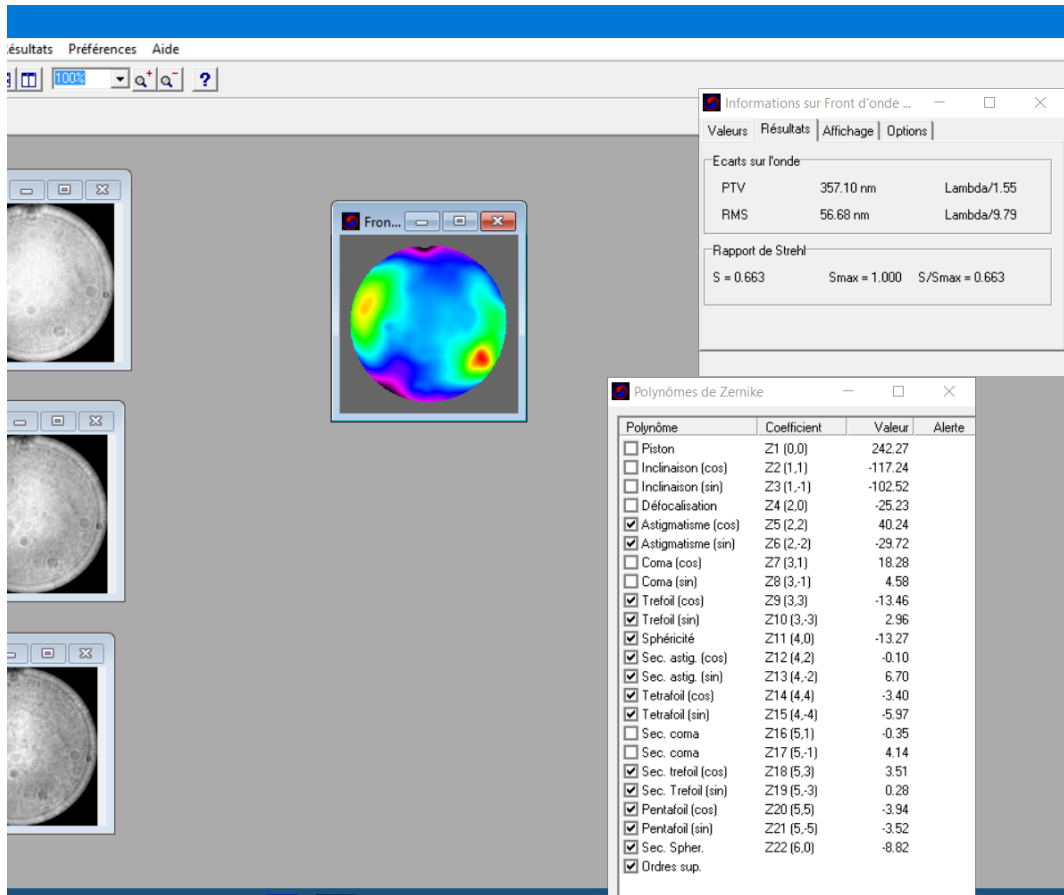 Résultats Préférences Aide
100%
Informations sur Front d'onde ...
Valeurs Résultats Affichage Options
Ecarts sur l'onde
PTV 357.10 nm Lambda/1.55
RMS 56.68 nm Lambda/9.79
Rapport de Strehl
S = 0.663 Smax = 1.000 S/Smax = 0.663
Fron...
Polynômes de Zernike
Polynôme Coefficient Valeur Alerte
Piston Z1 (0,0) 242.27
Inclinaison (cos) Z2 (1,1) -117.24
Inclinaison (sin) Z3 (1,-1) -102.52
Défocalisation Z4 (2,0) -25.23
Astigmatisme (cos) Z5 (2,2) 40.24
Astigmatisme (sin) Z6 (2,-2) -29.72
Coma (cos) Z7 (3,1) 18.28
Coma (sin) Z8 (3,-1) 4.58
Trefoil (cos) Z9 (3,3) -13.46
Trefoil (sin) Z10 (3,-3) 2.96
Sphéricité Z11 (4,0) -13.27
Sec. astig. (cos) Z12 (4,2) -0.10
Sec. astig. (sin) Z13 (4,-2) 6.70
Tetrafoil (cos) Z14 (4,4) -3.40
Tetrafoil (sin) Z15 (4,-4) -5.97
Sec. coma Z16 (5,1) -0.35
Sec. coma Z17 (5,-1) 4.14
Sec. trefoil (cos) Z18 (5,3) 3.51
Sec. Trefoil (sin) Z19 (5,-3) 0.28
Pentafoil (cos) Z20 (5,5) -3.94
Pentafoil (sin) Z21 (5,-5) -3.52
Sec. Spher. Z22 (6,0) -8.82
Ordres sup.